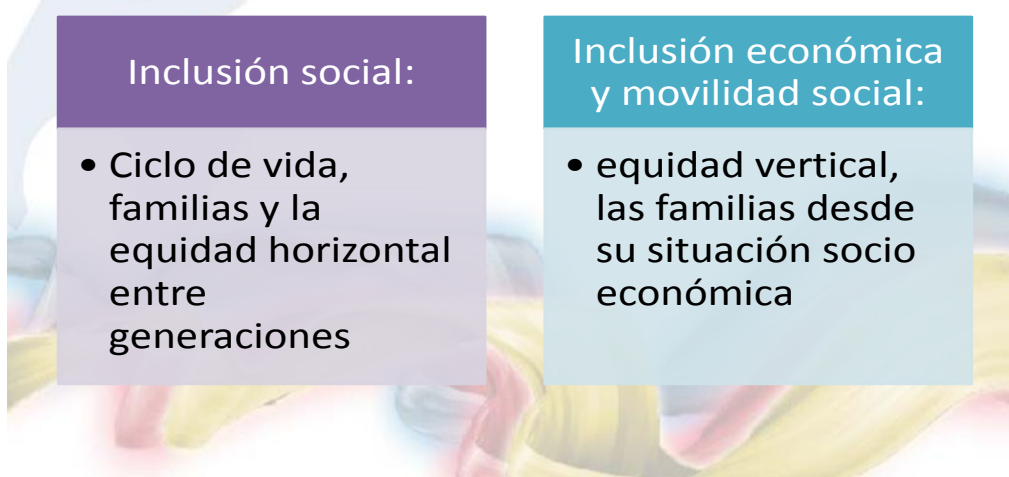 Inclusión social:
• Ciclo de vida,
familias y la
equidad horizontal
entre
generaciones
Inclusión económica
y movilidad social:
• equidad vertical,
las familias desde
su situación socio
económica